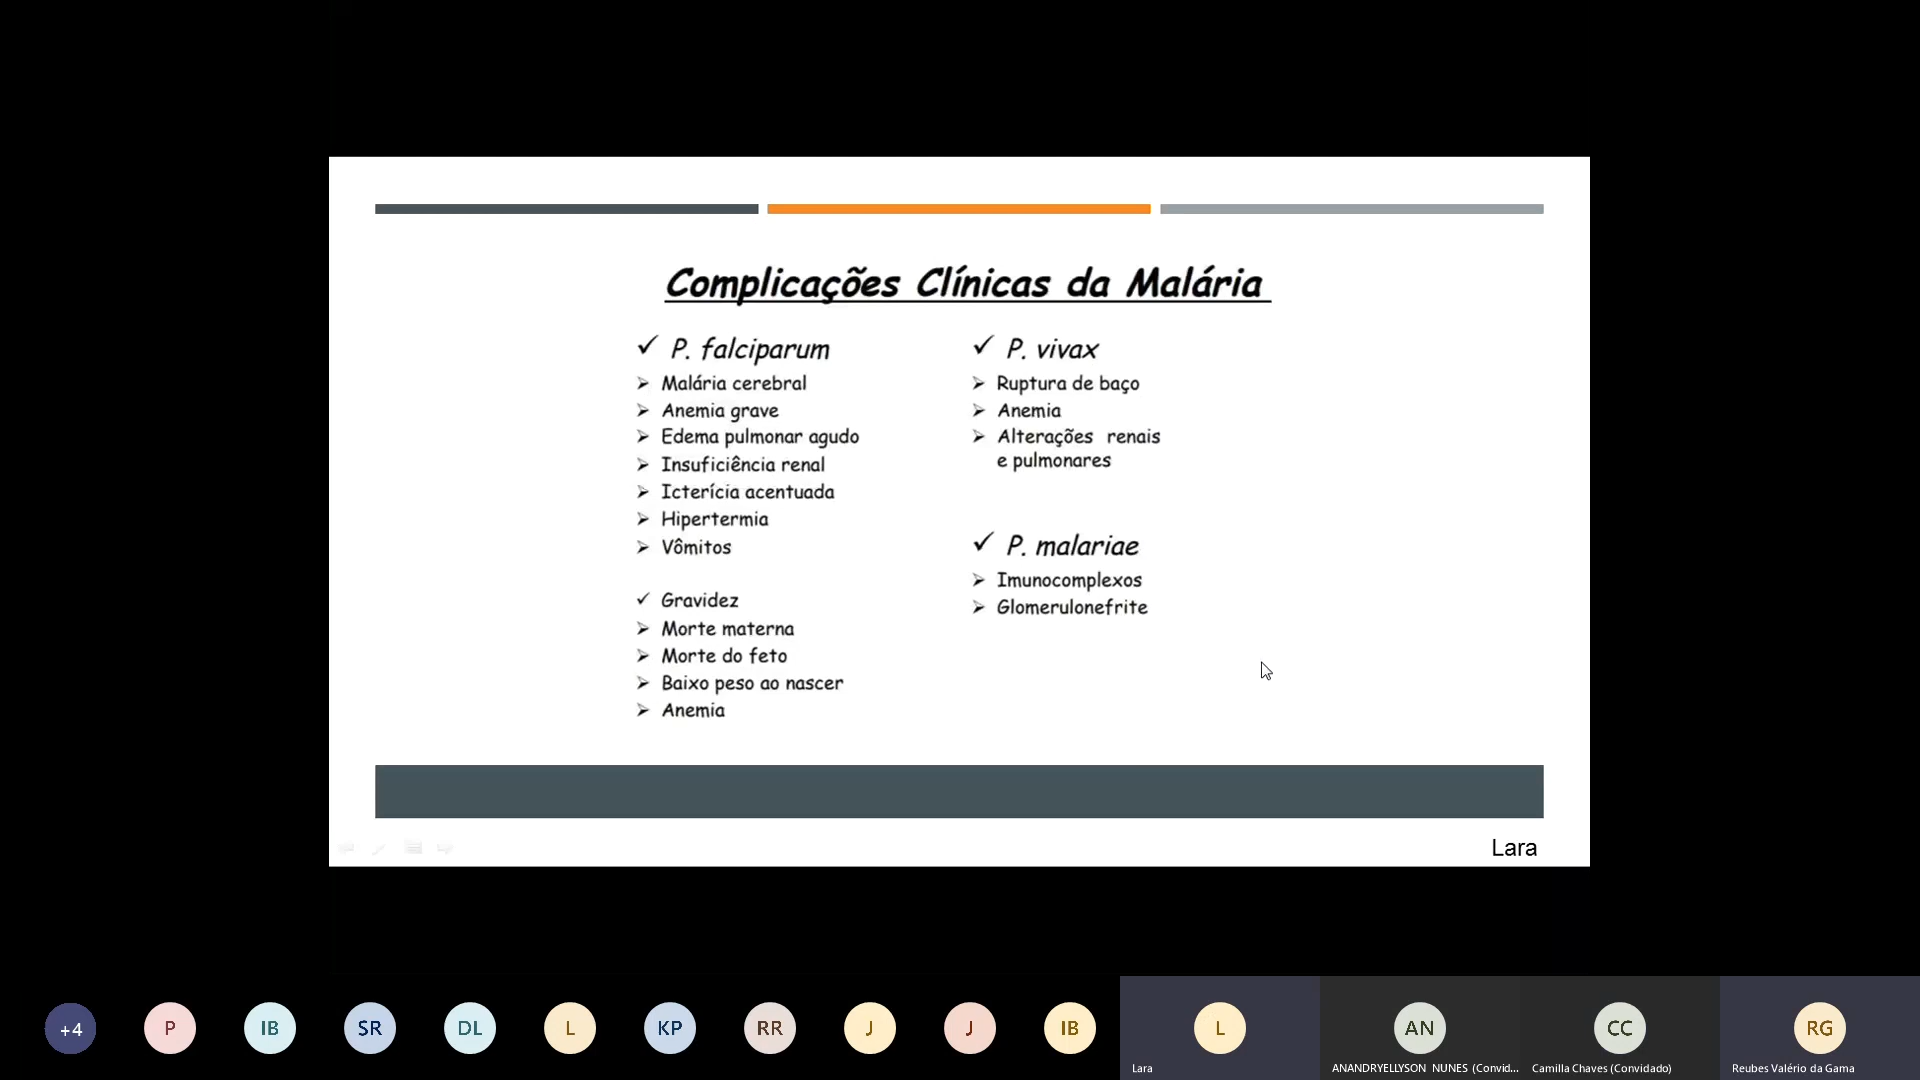 Complicações Clínicas da Malária
P. falciparum
Malária cerebral
Anemia grave
Edema pulmonar agudo
Insuficiência renal
Icterícia acentuada
Hipertermia
Vômitos
Gravidez
Morte materna
Morte do feto
Baixo peso ao nascer
Anemia
P. vivax
Ruptura de baço
Anemia
Alterações renais
e pulmonares
P. malariae
Imunocomplexos
Glomerulonefrite
Lara
+4
P
IB
SR
DL
L
KP
RR
J
J
IB
L
Lara
AN
ANANDRYELLYSON NUNES (Convid...
CC
Camilla Chaves (Convidado)
RG
Reubes Valério da Gama